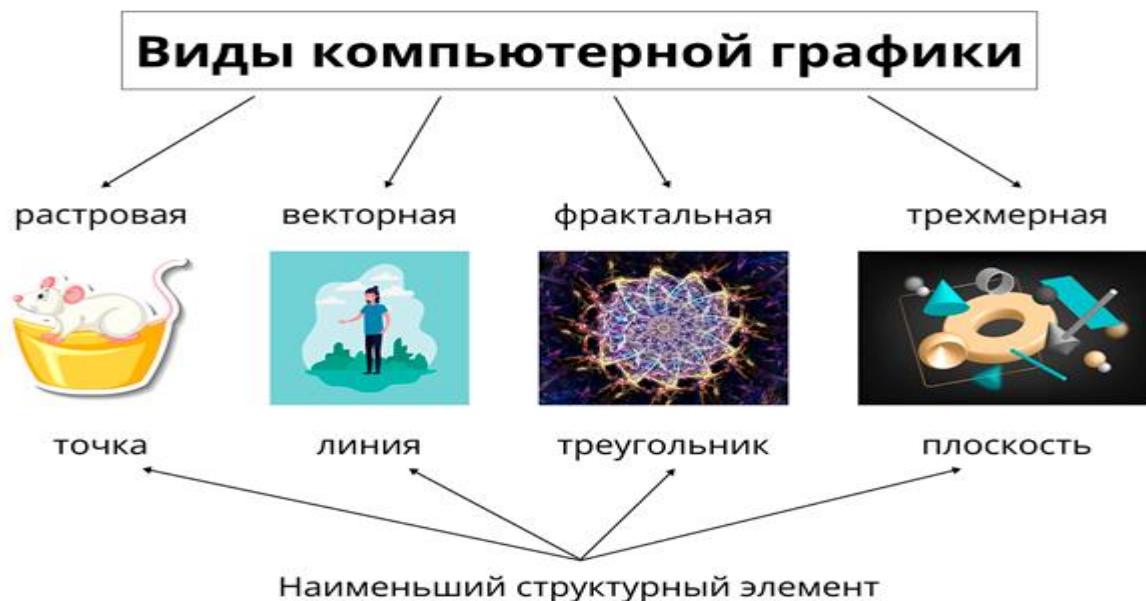 Виды компьютерной графики
растровая векторная фрактальная трехмерная
точка линия треугольник плоскость
Наименьший структурный элемент